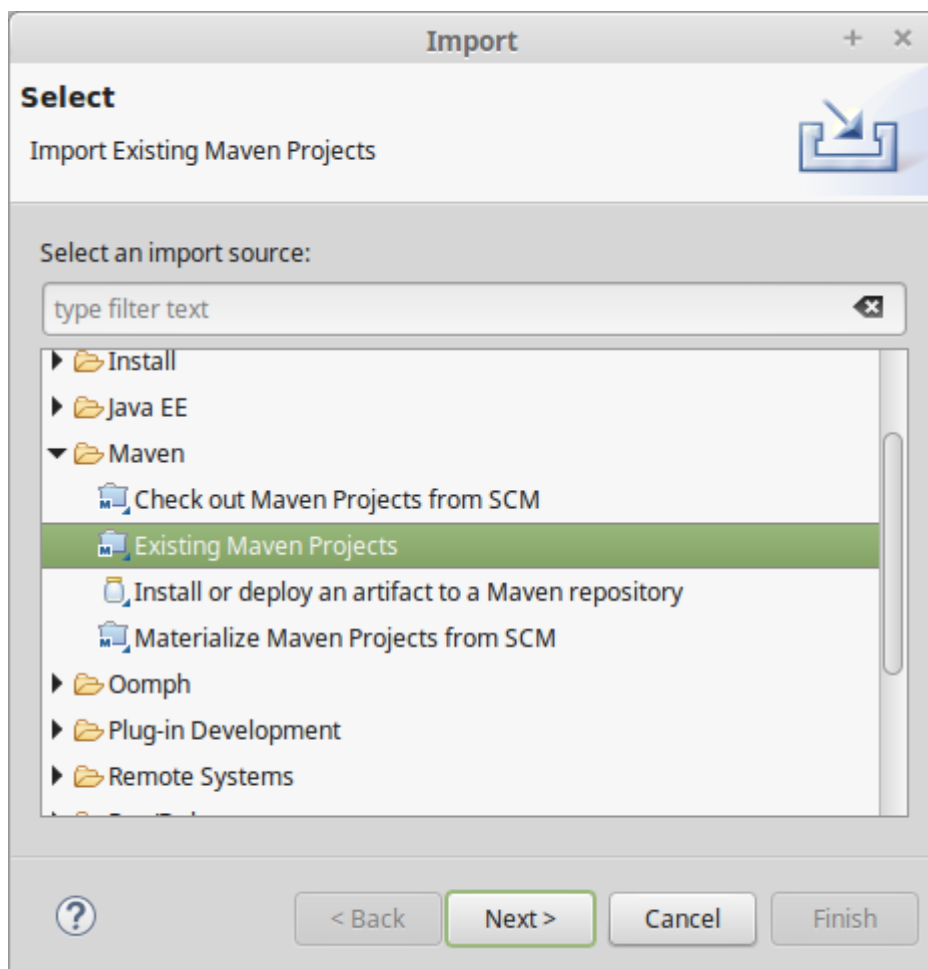 Import
Select
Import Existing Maven Projects
Select an import source:
type filter text
Install
Java EE
Maven
Check out Maven Projects from SCM
Existing Maven Projects
Install or deploy an artifact to a Maven repository
Materialize Maven Projects from SCM
Oomph
Plug-in Development
Remote Systems
< Back Next > Cancel Finish